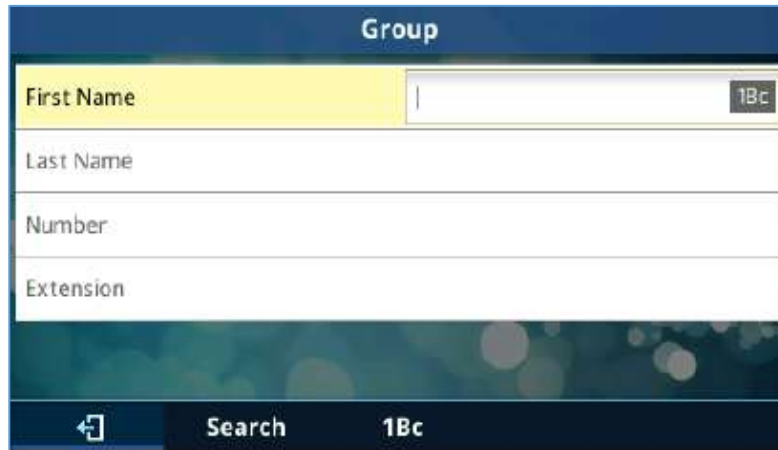 Group
First Name 1Bc
Last Name
Number
Extension
Search 1Bc